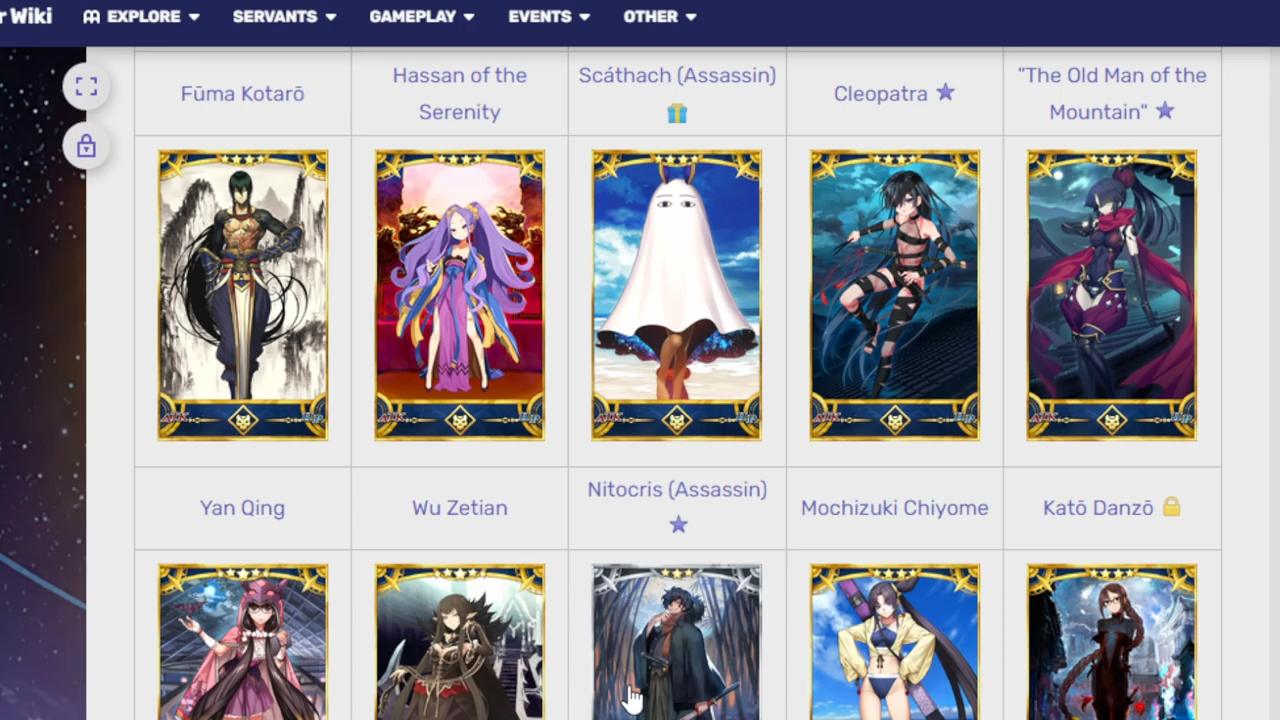 r Wiki EXPLORE SERVANTS GAMEPLAY EVENTS OTHER
Fūma Kotarō
Hassan of the
Serenity
Scáthach (Assassin)
Cleopatra
"The Old Man of the
Mountain"
Yan Qing
Wu Zetian
Nitocris (Assassin)
Mochizuki Chiyome
Katō Danzō